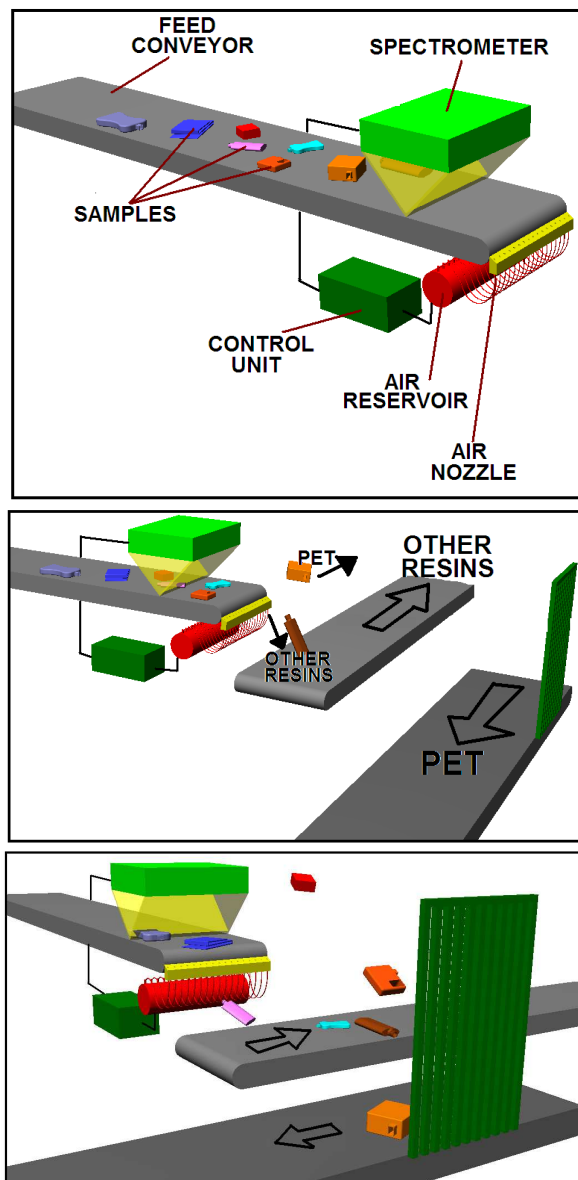 FEED
CONVEYOR
SPECTROMETER
SAMPLES
CONTROL
UNIT
AIR
RESERVOIR
AIR
NOZZLE
PET
OTHER
RESINS
OTHER
RESINS
PET